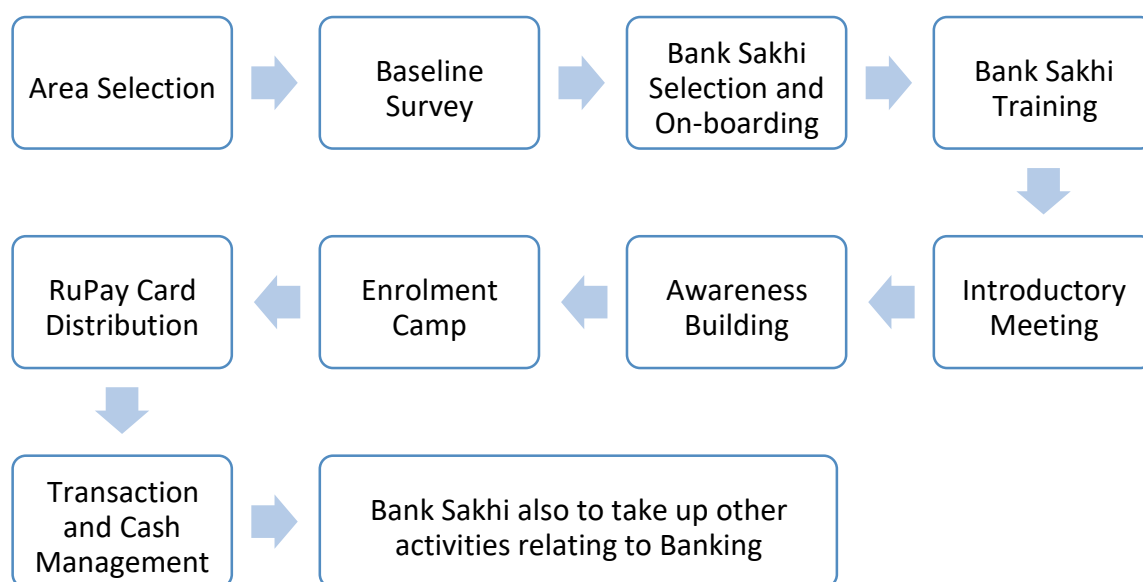 Area Selection
Baseline
Survey
Bank Sakhi
Selection and
On-boarding
Bank Sakhi
Training
Introductory
Meeting
Awareness
Building
Enrolment
Camp
RuPay Card
Distribution
Transaction
and Cash
Management
Bank Sakhi also to take up other
activities relating to Banking